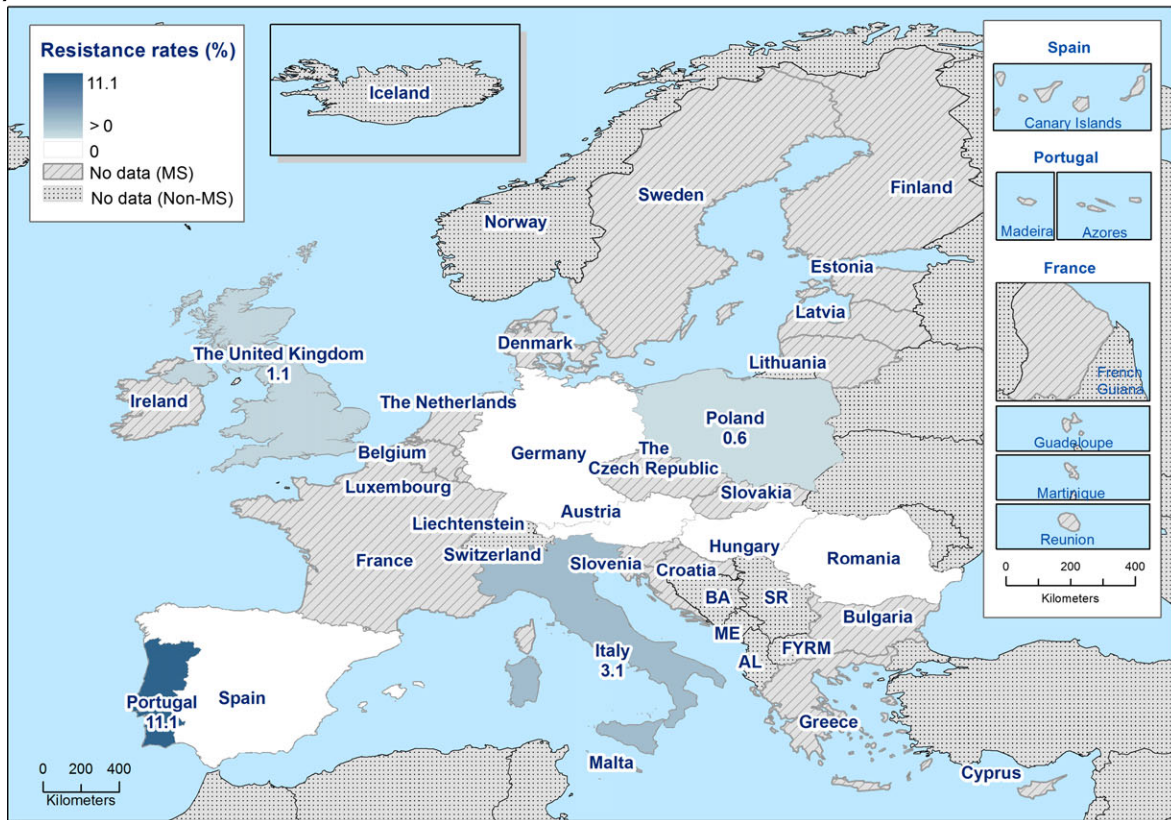 Resistance rates (%)
11.1
> 0
0
No data (MS)
No data (Non-MS)
Iceland
Norway
Sweden
Finland
Estonia
Latvia
Lithuania
Denmark
The United Kingdom
1.1
Ireland
The Netherlands
Belgium
Luxembourg
Germany
Poland
0.6
The
Czech Republic
Slovakia
Austria
Liechtenstein
Switzerland
France
Slovenia
Croatia
Hungary
Romania
BA
SR
Bulgaria
ME
FYRM
AL
Italy
3.1
Portugal
11.1
Spain
Greece
Malta
Cyprus
0 200 400
Kilometers
Spain
Canary Islands
Portugal
Madeira
Azores
France
French
Guiana
Guadeloupe
Martinique
Reunion
0 200 400
Kilometers